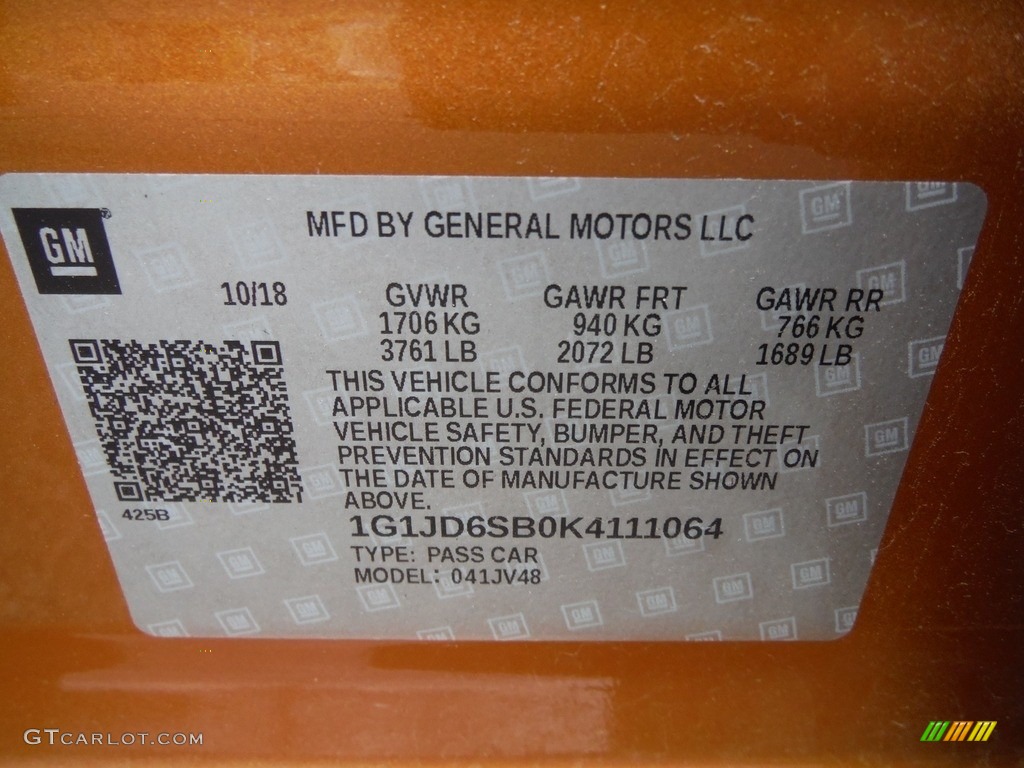 GM
MFD BY GENERAL MOTORS LLC
10/18 GVWR GAWR FRT GAWR RR
1706 KG 940 KG 766 KG
3761 LB 2072 LB 1689 LB
THIS VEHICLE CONFORMS TO ALL
APPLICABLE U.S. FEDERAL MOTOR
VEHICLE SAFETY, BUMPER, AND THEFT
PREVENTION STANDARDS IN EFFECT ON
THE DATE OF MANUFACTURE SHOWN
ABOVE.
425B
1G1JD6SB0K4111064
TYPE: PASS CAR
MODEL: 041JV48
GTCARLOT.COM